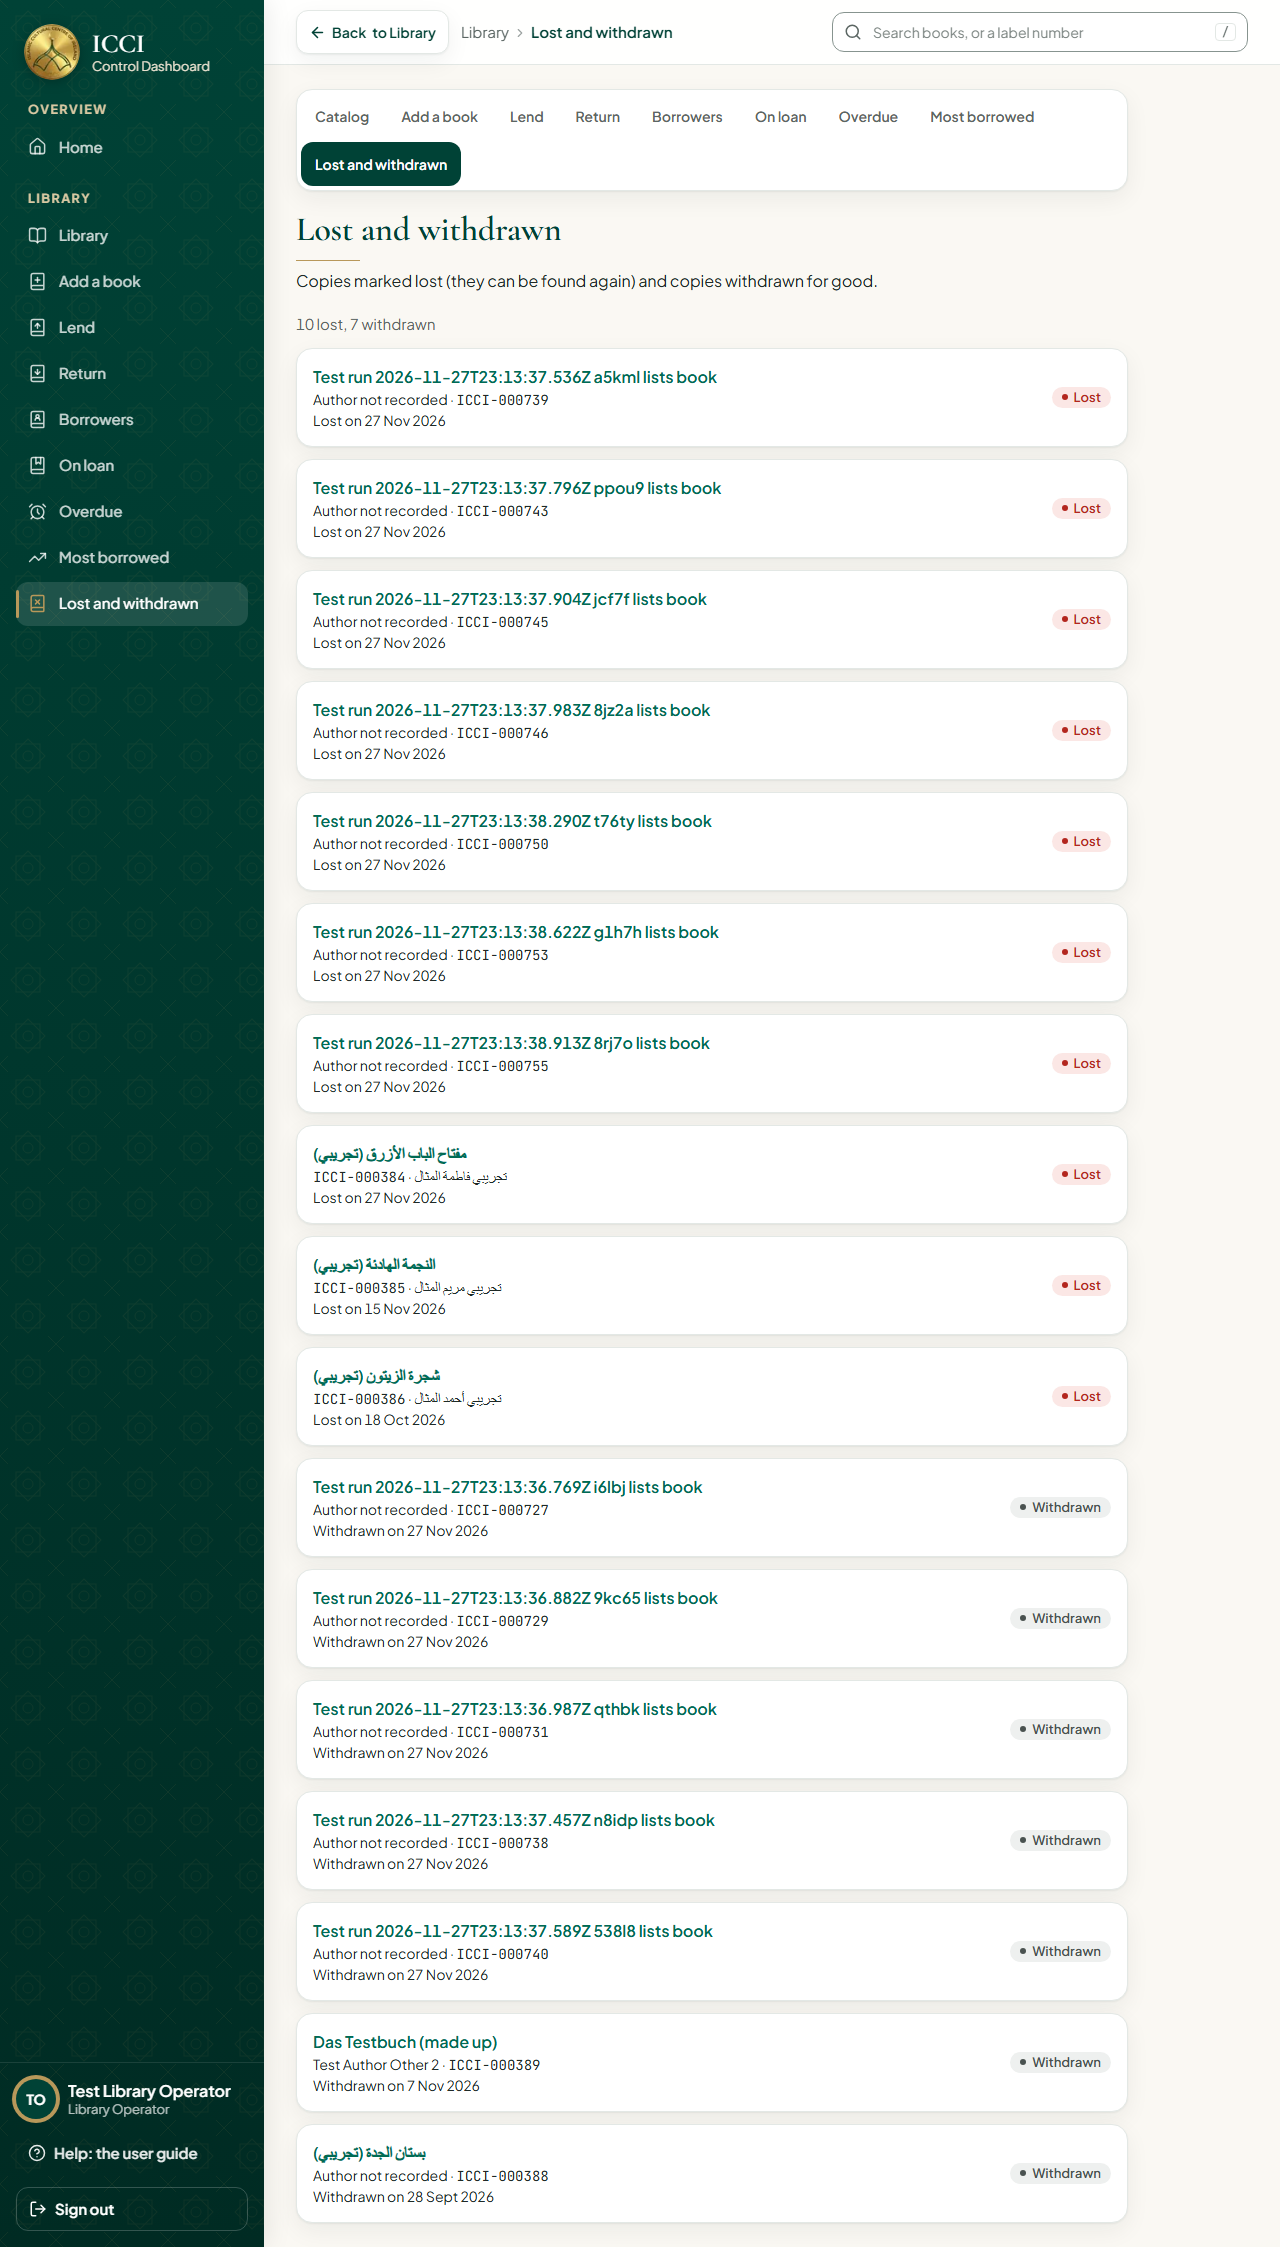 ICCI
Control Dashboard
OVERVIEW
Home
LIBRARY
Library
Add a book
Lend
Return
Borrowers
On loan
Overdue
Most borrowed
Lost and withdrawn
TO
Test Library Operator
Library Operator
Help: the user guide
Sign out
Back to Library
Library › Lost and withdrawn
Search books, or a label number /
Catalog Add a book Lend Return Borrowers On loan Overdue Most borrowed
Lost and withdrawn
Lost and withdrawn
Copies marked lost (they can be found again) and copies withdrawn for good.
10 lost, 7 withdrawn
Test run 2026-11-27T23:13:37.536Z a5kml lists book
Author not recorded · ICCI-000739
Lost on 27 Nov 2026
Lost
Test run 2026-11-27T23:13:37.796Z ppou9 lists book
Author not recorded · ICCI-000743
Lost on 27 Nov 2026
Lost
Test run 2026-11-27T23:13:37.904Z jcf7f lists book
Author not recorded · ICCI-000745
Lost on 27 Nov 2026
Lost
Test run 2026-11-27T23:13:37.983Z 8jz2a lists book
Author not recorded · ICCI-000746
Lost on 27 Nov 2026
Lost
Test run 2026-11-27T23:13:38.290Z t76ty lists book
Author not recorded · ICCI-000750
Lost on 27 Nov 2026
Lost
Test run 2026-11-27T23:13:38.622Z g1h7h lists book
Author not recorded · ICCI-000753
Lost on 27 Nov 2026
Lost
Test run 2026-11-27T23:13:38.913Z 8rj7o lists book
Author not recorded · ICCI-000755
Lost on 27 Nov 2026
Lost
مفتاح الباب الأزرق (تجريبي)
تجريبي فاطمة المثال · ICCI-000384
Lost on 27 Nov 2026
Lost
النجمة الهادئة (تجريبي)
تجريبي مريم المثال · ICCI-000385
Lost on 15 Nov 2026
Lost
شجرة الزيتون (تجريبي)
تجريبي أحمد المثال · ICCI-000386
Lost on 18 Oct 2026
Lost
Test run 2026-11-27T23:13:36.769Z i6lbj lists book
Author not recorded · ICCI-000727
Withdrawn on 27 Nov 2026
Withdrawn
Test run 2026-11-27T23:13:36.882Z 9kc65 lists book
Author not recorded · ICCI-000729
Withdrawn on 27 Nov 2026
Withdrawn
Test run 2026-11-27T23:13:36.987Z qthbk lists book
Author not recorded · ICCI-000731
Withdrawn on 27 Nov 2026
Withdrawn
Test run 2026-11-27T23:13:37.457Z n8idp lists book
Author not recorded · ICCI-000738
Withdrawn on 27 Nov 2026
Withdrawn
Test run 2026-11-27T23:13:37.589Z 538l8 lists book
Author not recorded · ICCI-000740
Withdrawn on 27 Nov 2026
Withdrawn
Das Testbuch (made up)
Test Author Other 2 · ICCI-000389
Withdrawn on 7 Nov 2026
Withdrawn
بستان الجدة (تجريبي)
Author not recorded · ICCI-000388
Withdrawn on 28 Sept 2026
Withdrawn